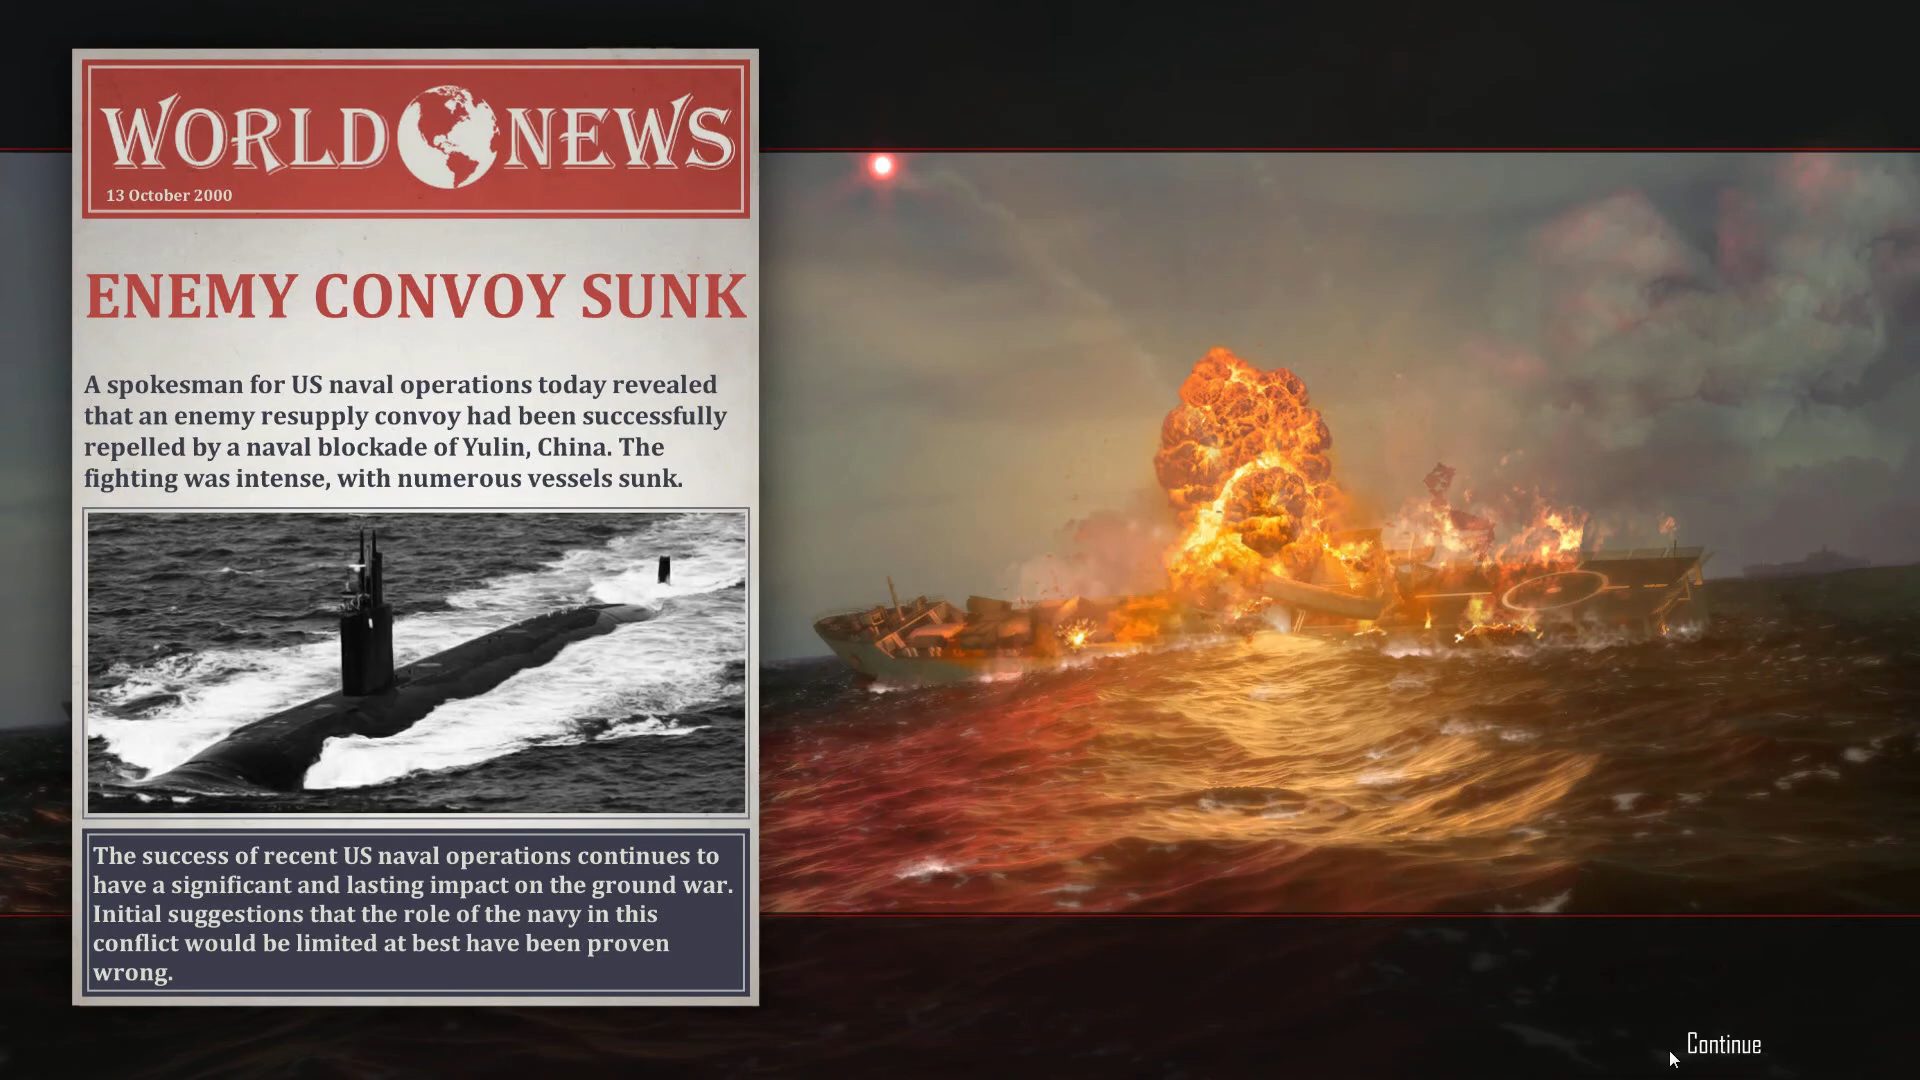 WORLD NEWS
13 October 2000
ENEMY CONVOY SUNK
A spokesman for US naval operations today revealed
that an enemy resupply convoy had been successfully
repelled by a naval blockade of Yulin, China. The
fighting was intense, with numerous vessels sunk.
The success of recent US naval operations continues to
have a significant and lasting impact on the ground war.
Initial suggestions that the role of the navy in this
conflict would be limited at best have been proven
wrong.
Continue